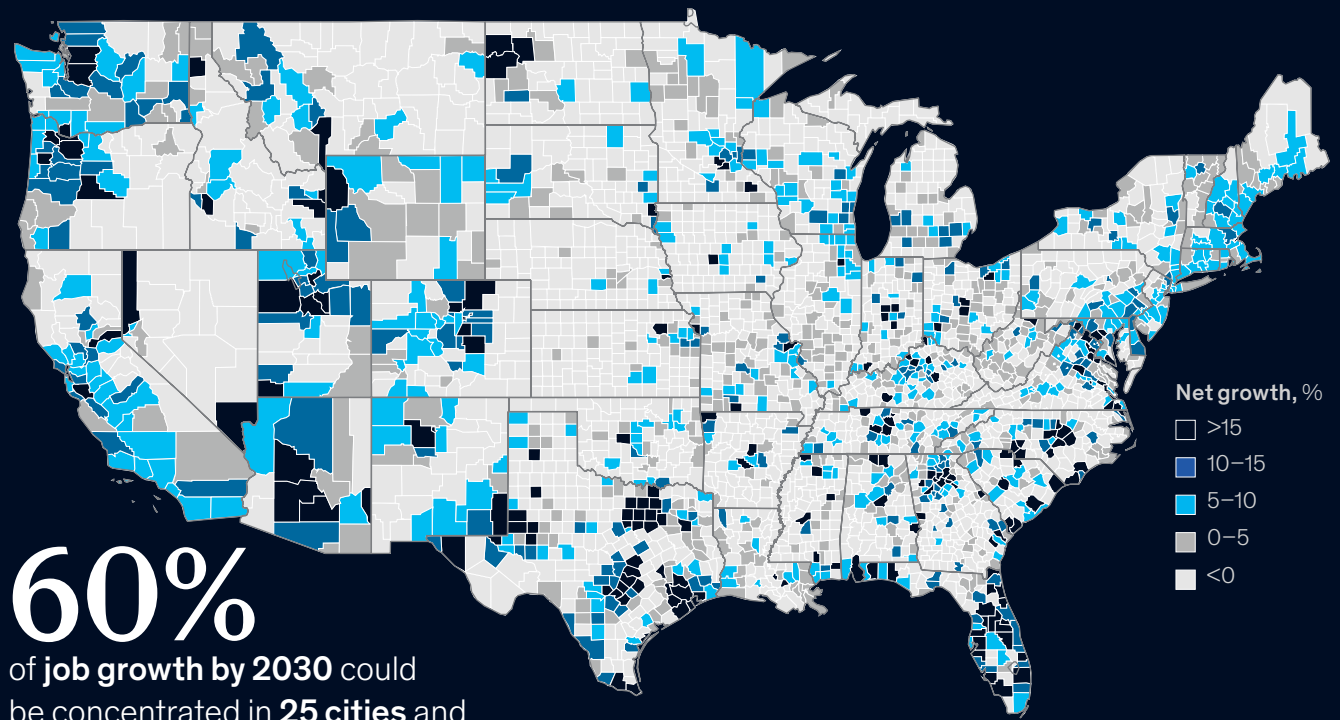 Net growth, %
>15
10–15
5–10
0–5
<0
60%
of job growth by 2030 could
be concentrated in 25 cities and